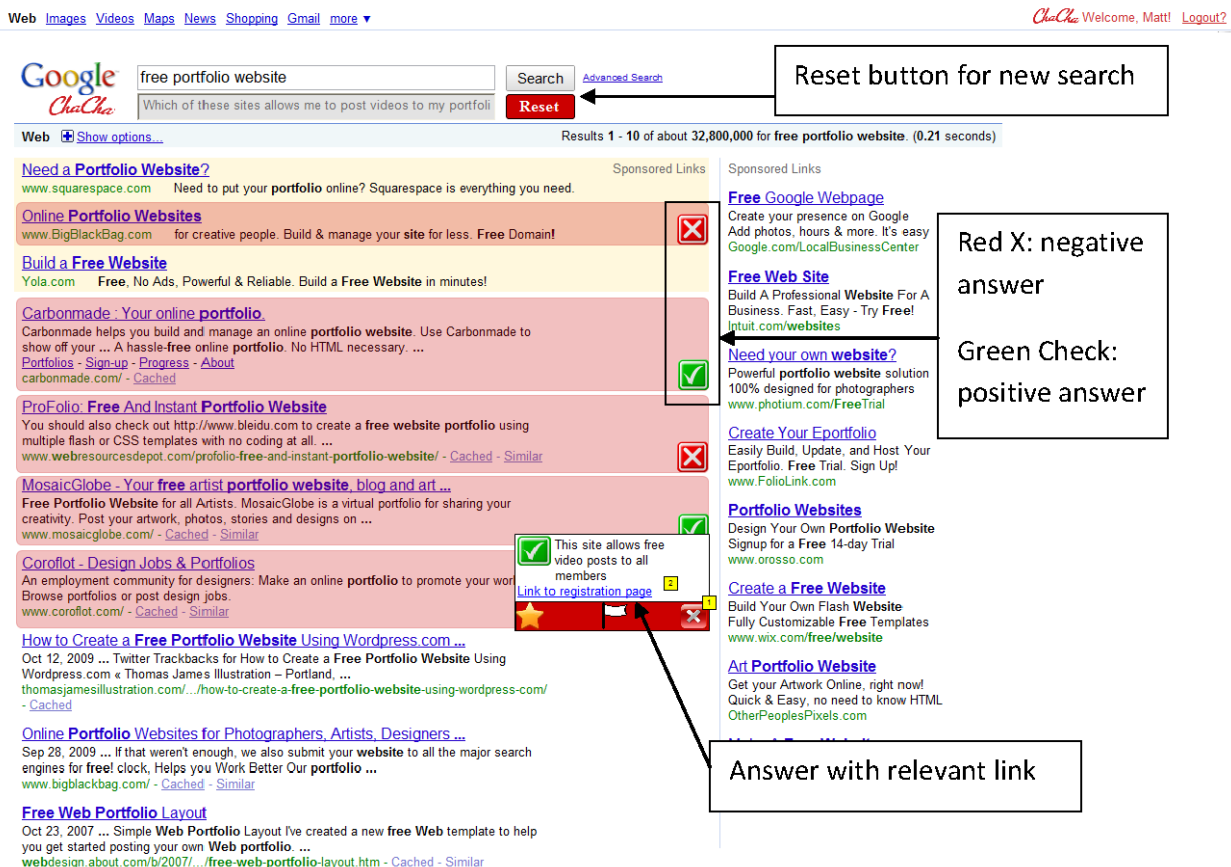 Web Images Videos Maps News Shopping Gmail more ▼
ChaCha Welcome, Matt! Logout?
Google
ChaCha
free portfolio website
Search
Advanced Search
Which of these sites allows me to post videos to my portfoli
Reset
Reset button for new search
Web Show options...
Results 1 - 10 of about 32,800,000 for free portfolio website. (0.21 seconds)
Need a Portfolio Website?
Sponsored Links
www.squarespace.com Need to put your portfolio online? Squarespace is everything you need.
Online Portfolio Websites
www.BigBlackBag.com for creative people. Build & manage your site for less. Free Domain!
Build a Free Website
Yola.com Free, No Ads, Powerful & Reliable. Build a Free Website in minutes!
Carbonmade : Your online portfolio.
Carbonmade helps you build and manage an online portfolio website. Use Carbonmade to
show off your ... A hassle-free online portfolio. No HTML necessary. ...
Portfolios - Sign-up - Progress - About
carbonmade.com/ - Cached
ProFolio: Free And Instant Portfolio Website
You should also check out http://www.bleidu.com to create a free website portfolio using
multiple flash or CSS templates with no coding at all. ...
www.webresourcesdepot.com/profolio-free-and-instant-portfolio-website/ - Cached - Similar
MosaicGlobe - Your free artist portfolio website, blog and art ...
Free Portfolio Website for all Artists. MosaicGlobe is a virtual portfolio for sharing your
creativity. Post your artwork, photos, stories and designs on ...
www.mosaicglobe.com/ - Cached - Similar
Coroflot - Design Jobs & Portfolios
An employment community for designers: Make an online portfolio to promote your wor
Browse portfolios or post design jobs.
www.coroflot.com/ - Cached - Similar
This site allows free
video posts to all
members
Link to registration page
2
1
How to Create a Free Portfolio Website Using Wordpress.com ...
Oct 12, 2009 ... Twitter Trackbacks for How to Create a Free Portfolio Website Using
Wordpress.com « Thomas James Illustration – Portland, ...
thomasjamesillustration.com/.../how-to-create-a-free-portfolio-website-using-wordpress-com/
- Cached
Online Portfolio Websites for Photographers, Artists, Designers ...
Sep 28, 2009 ... If that weren't enough, we also submit your website to all the major search
engines for free! clock, Helps you Work Better Our portfolio ...
www.bigblackbag.com/ - Cached - Similar
Free Web Portfolio Layout
Oct 23, 2007 ... Simple Web Portfolio Layout I've created a new free Web template to help
you get started posting your own Web portfolio. ...
webdesign.about.com/b/2007/.../free-web-portfolio-layout.htm - Cached - Similar
Sponsored Links
Free Google Webpage
Create your presence on Google
Add photos, hours & more. It's easy
Google.com/LocalBusinessCenter
Free Web Site
Build A Professional Website For A
Business. Fast, Easy - Try Free!
Intuit.com/websites
Need your own website?
Powerful portfolio website solution
100% designed for photographers
www.photium.com/FreeTrial
Create Your Eportfolio
Easily Build, Update, and Host Your
Eportfolio. Free Trial. Sign Up!
www.FolioLink.com
Portfolio Websites
Design Your Own Portfolio Website
Signup for a Free 14-day Trial
www.orosso.com
Create a Free Website
Build Your Own Flash Website
Fully Customizable Free Templates
www.wix.com/free/website
Art Portfolio Website
Get your Artwork Online, right now!
Quick & Easy, no need to know HTML
OtherPeoplesPixels.com
Red X: negative
answer
Green Check:
positive answer
Answer with relevant link